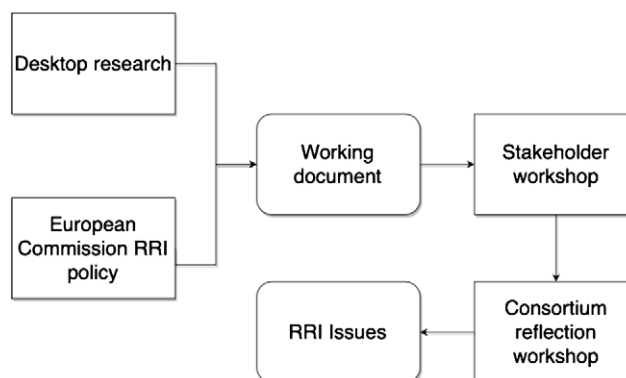 Desktop research
European
Commission RRI
policy
Working
document
Stakeholder
workshop
Consortium
reflection
workshop
RRI Issues